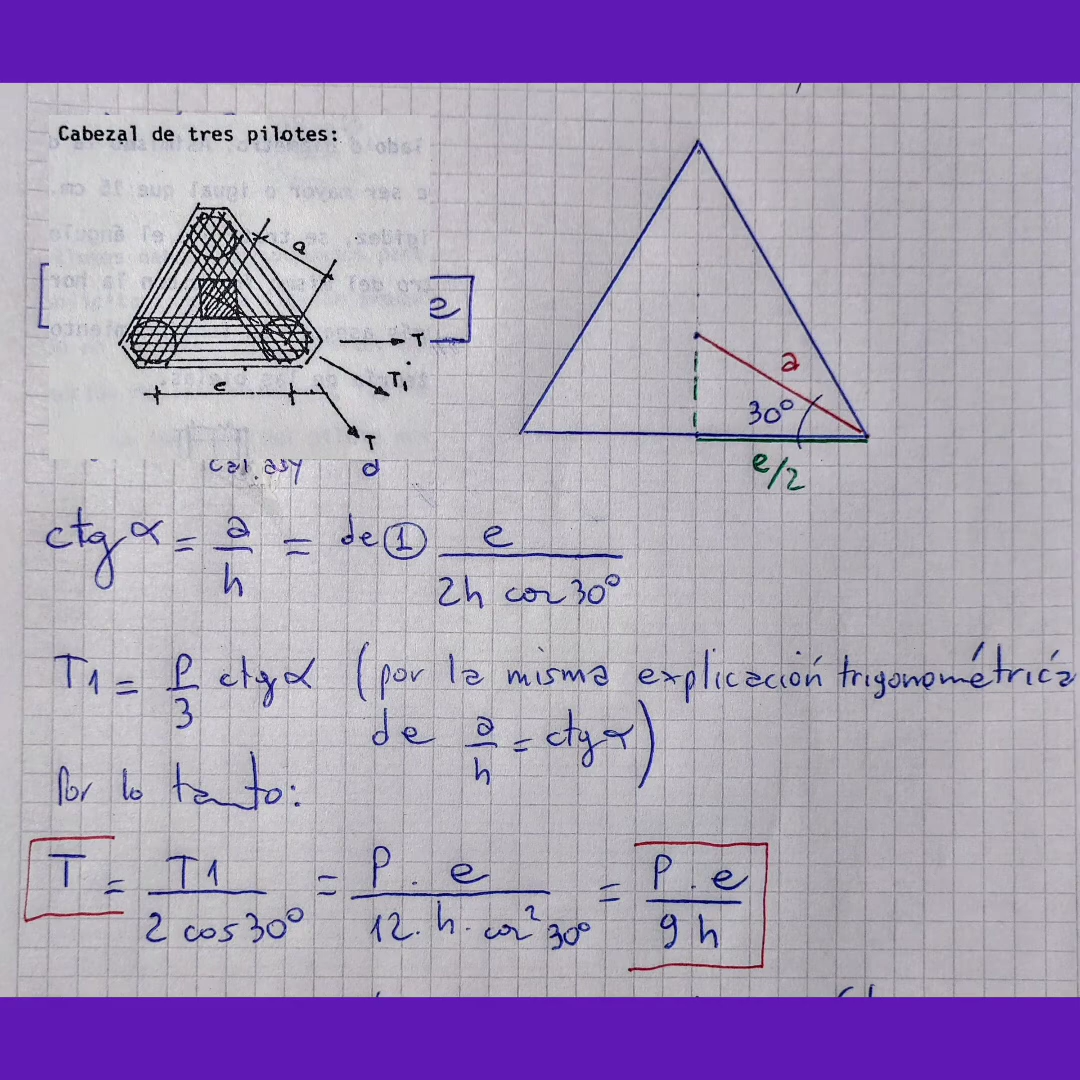 Cabezal de tres pilotes:
a
e
T
T₁
T
e
a
30°
e/2
d
ctg α = a/h = de ① e/(2h cos 30°)
T1 = P/3 ctg α (por la misma explicación trigonométrica
de a/h = ctg α)
Por lo tanto:
T = T1/(2 cos 30°) = P . e/(12 . h . cos² 30°) = P . e/(9 h)